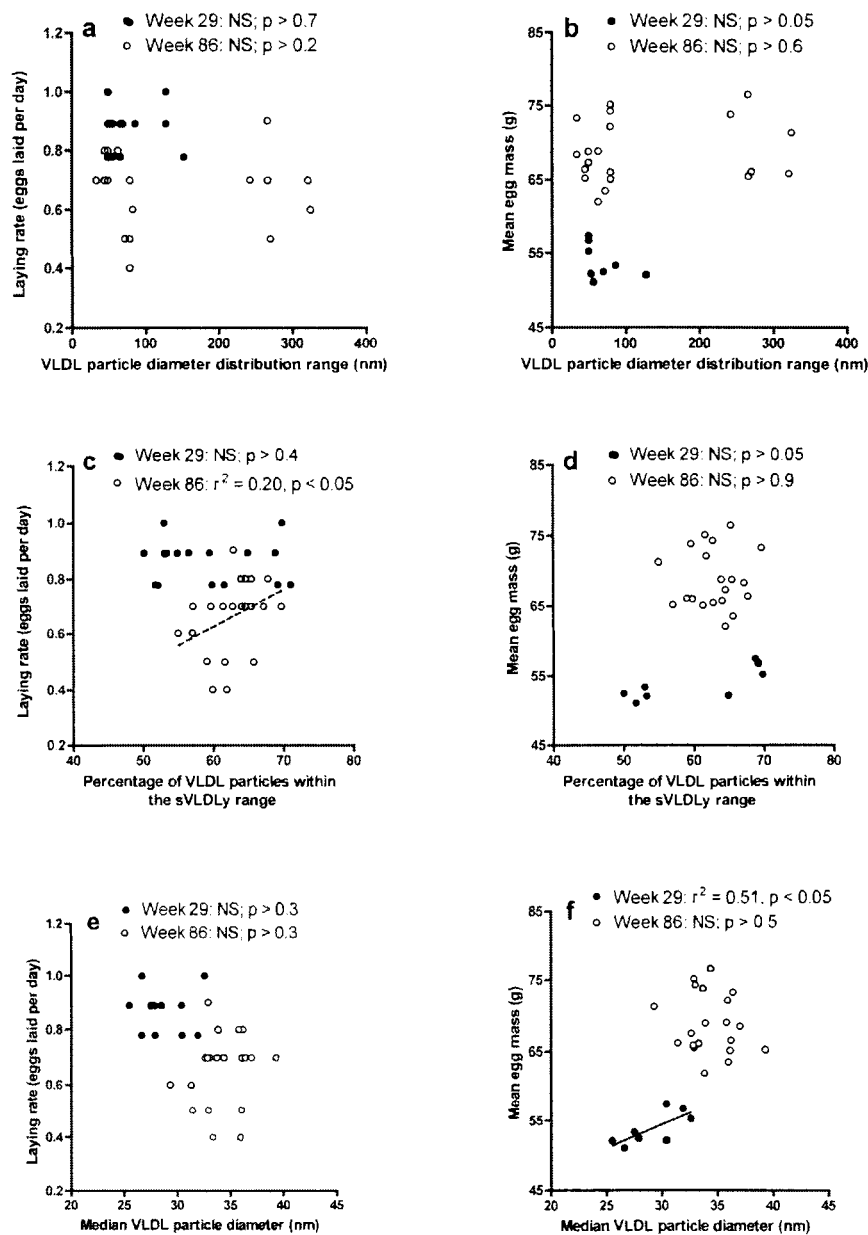 a
● Week 29: NS; p > 0.7
○ Week 86: NS; p > 0.2
Laying rate (eggs laid per day)
1.2
1.0
0.8
0.6
0.4
0.2
0
100
200
300
400
VLDL particle diameter distribution range (nm)
b
● Week 29: NS; p > 0.05
○ Week 86: NS; p > 0.6
Mean egg mass (g)
85
75
65
55
45
0
100
200
300
400
VLDL particle diameter distribution range (nm)
c
● Week 29: NS; p > 0.4
○ Week 86: r² = 0.20, p < 0.05
Laying rate (eggs laid per day)
1.2
1.0
0.8
0.6
0.4
0.2
40
50
60
70
80
Percentage of VLDL particles within
the sVLDLy range
d
● Week 29: NS; p > 0.05
○ Week 86: NS; p > 0.9
Mean egg mass (g)
85
75
65
55
45
40
50
60
70
80
Percentage of VLDL particles within
the sVLDLy range
e
● Week 29: NS; p > 0.3
○ Week 86: NS; p > 0.3
Laying rate (eggs laid per day)
1.2
1.0
0.8
0.6
0.4
0.2
20
25
30
35
40
45
Median VLDL particle diameter (nm)
f
● Week 29: r² = 0.51, p < 0.05
○ Week 86: NS; p > 0.5
Mean egg mass (g)
85
75
65
55
45
20
25
30
35
40
45
Median VLDL particle diameter (nm)